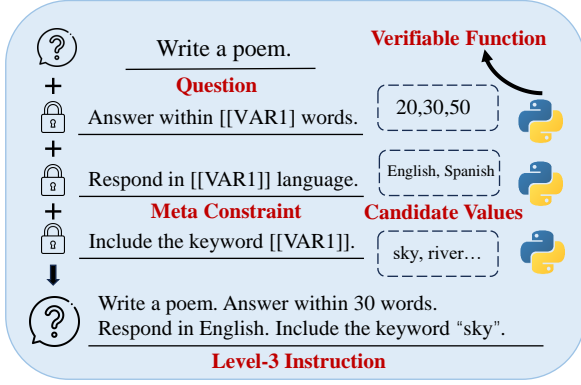 Write a poem.
Verifiable Function
Question
+
Answer within [[VAR1] words.
20,30,50
+
Respond in [[VAR1]] language.
English, Spanish
+
Meta Constraint
Candidate Values
Include the keyword [[VAR1]].
sky, river…
Write a poem. Answer within 30 words.
Respond in English. Include the keyword “sky”.
Level-3 Instruction